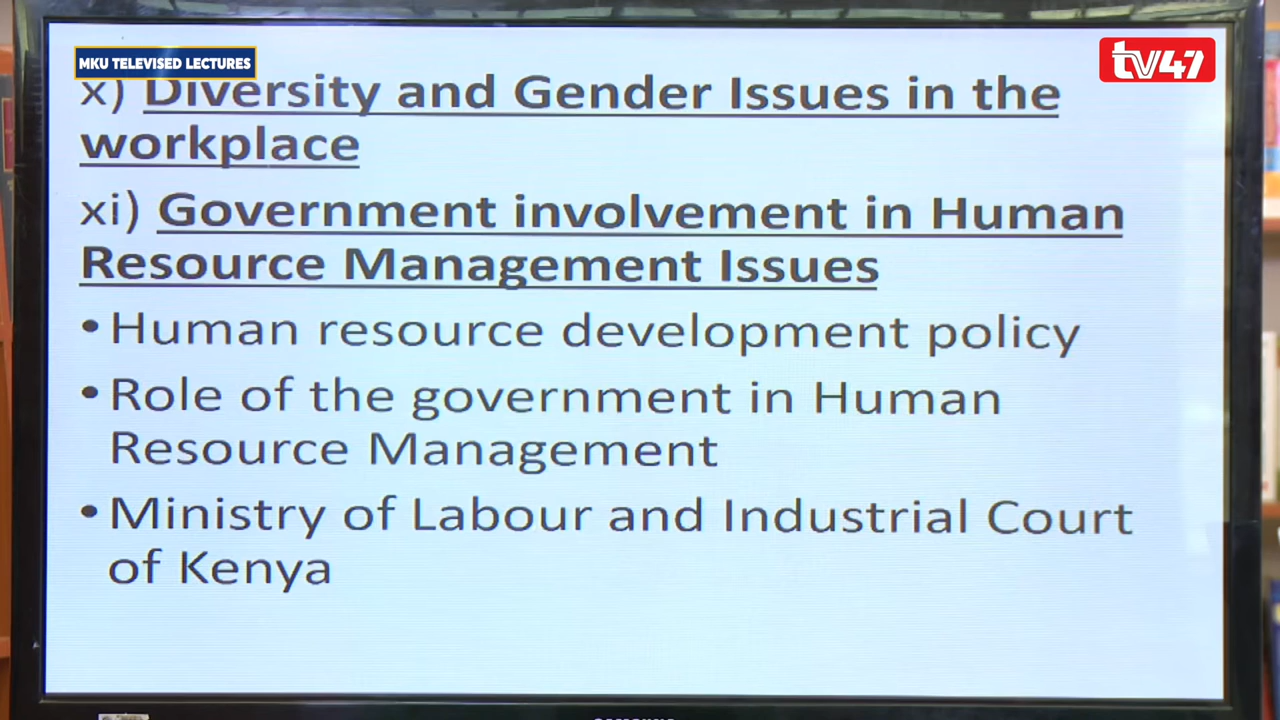 MKU TELEVISED LECTURES
tv47
x) Diversity and Gender Issues in the
workplace
xi) Government involvement in Human
Resource Management Issues
•Human resource development policy
•Role of the government in Human
Resource Management
•Ministry of Labour and Industrial Court
of Kenya